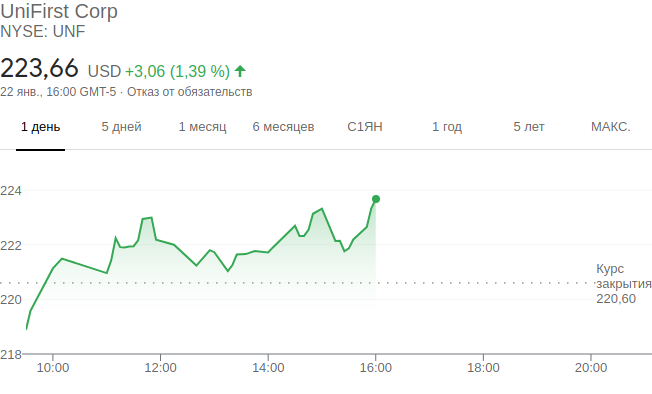 UniFirst Corp
NYSE: UNF
223,66 USD +3,06 (1,39 %)
22 янв., 16:00 GMT-5 · Отказ от обязательств
1 день 5 дней 1 месяц 6 месяцев С1ЯН 1 год 5 лет МАКС.
224
222
Курс
закрытия
220,60
220
218
10:00 12:00 14:00 16:00 18:00 20:00